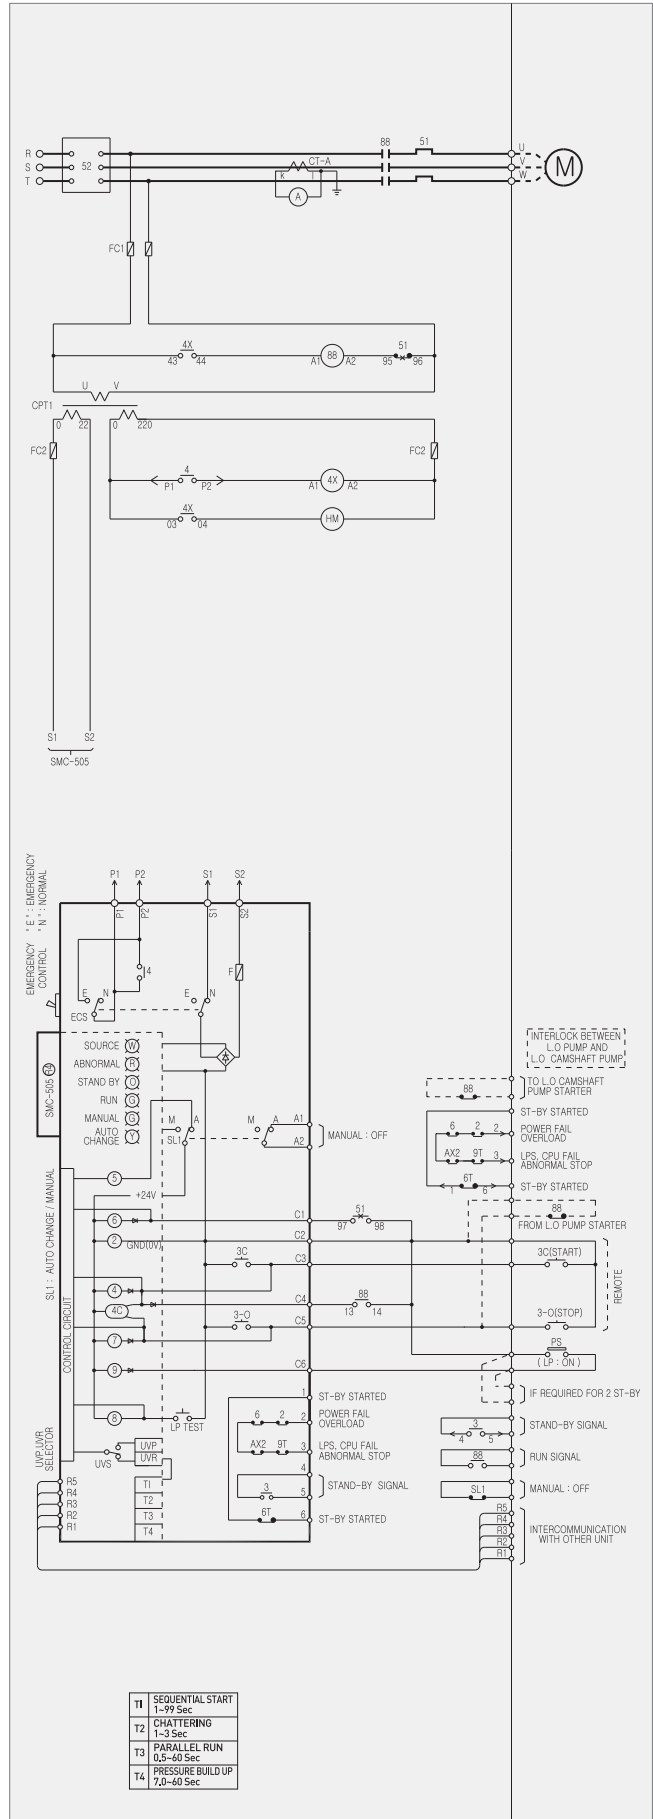 88
51
R
S
T
52
CT-A
K
l
A
U
V
W
M
FC1
4X
43 44
A1 88 A2
51
95 96
U V
CPT1
0 22
0 220
FC2
FC2
4
P1 P2
A1 4X A2
4X
03 04
HM
S1 S2
SMC-505
EMERGENCY CONTROL
"E": EMERGENCY
"N": NORMAL
P1 P2 S1 S2
P1 P2 S1 S2
4
F
E N
ECS
E N
SMC-505
SOURCE W
ABNORMAL R
STAND BY O
RUN G
MANUAL G
AUTO CHANGE Y
M A
SL1
M A
A1
A2
MANUAL : OFF
SL1 : AUTO CHANGE / MANUAL
CONTROL CIRCUIT
5
+24V
6
C1
51
97 98
2 GND(0V)
C2
3C
C3
4
4C
C4
88
13 14
3-O
C5
7
9
C6
8
LP TEST
UVP,UVR SELECTOR
UVS
UVP
UVR
T1
T2
T3
T4
R5
R4
R3
R2
R1
1 ST-BY STARTED
6 2
2 POWER FAIL
OVERLOAD
AX2 9T
3 LPS, CPU FAIL
ABNORMAL STOP
4
3
5
STAND-BY SIGNAL
6T
6 ST-BY STARTED
INTERLOCK BETWEEN
L.O PUMP AND
L.O CAMSHAFT PUMP
88
TO L.O CAMSHAFT
PUMP STARTER
ST-BY STARTED
6 2 2
POWER FAIL
OVERLOAD
AX2 9T 3
LPS, CPU FAIL
ABNORMAL STOP
6T
1 6
ST-BY STARTED
88
FROM L.O PUMP STARTER
3C(START)
REMOTE
3-O(STOP)
PS
( LP : ON )
IF REQUIRED FOR 2 ST-BY
3
4 5
STAND-BY SIGNAL
88
RUN SIGNAL
SL1
MANUAL : OFF
R5
R4
R3
R2
R1
INTERCOMMUNICATION
WITH OTHER UNIT
T1 SEQUENTIAL START
1~99 Sec
T2 CHATTERING
1~3 Sec
T3 PARALLEL RUN
0.5~60 Sec
T4 PRESSURE BUILD UP
7.0~60 Sec